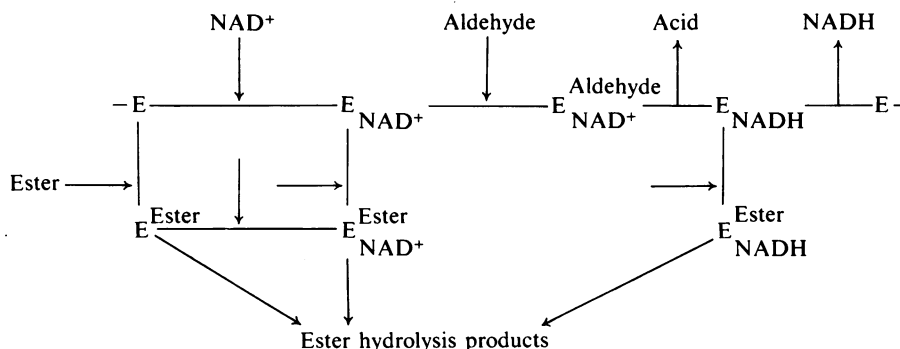 NAD+ Aldehyde Acid NADH
–E E NAD+ E Aldehyde NAD+ E NADH E–
Ester
E Ester E Ester NAD+ E Ester NADH
Ester hydrolysis products